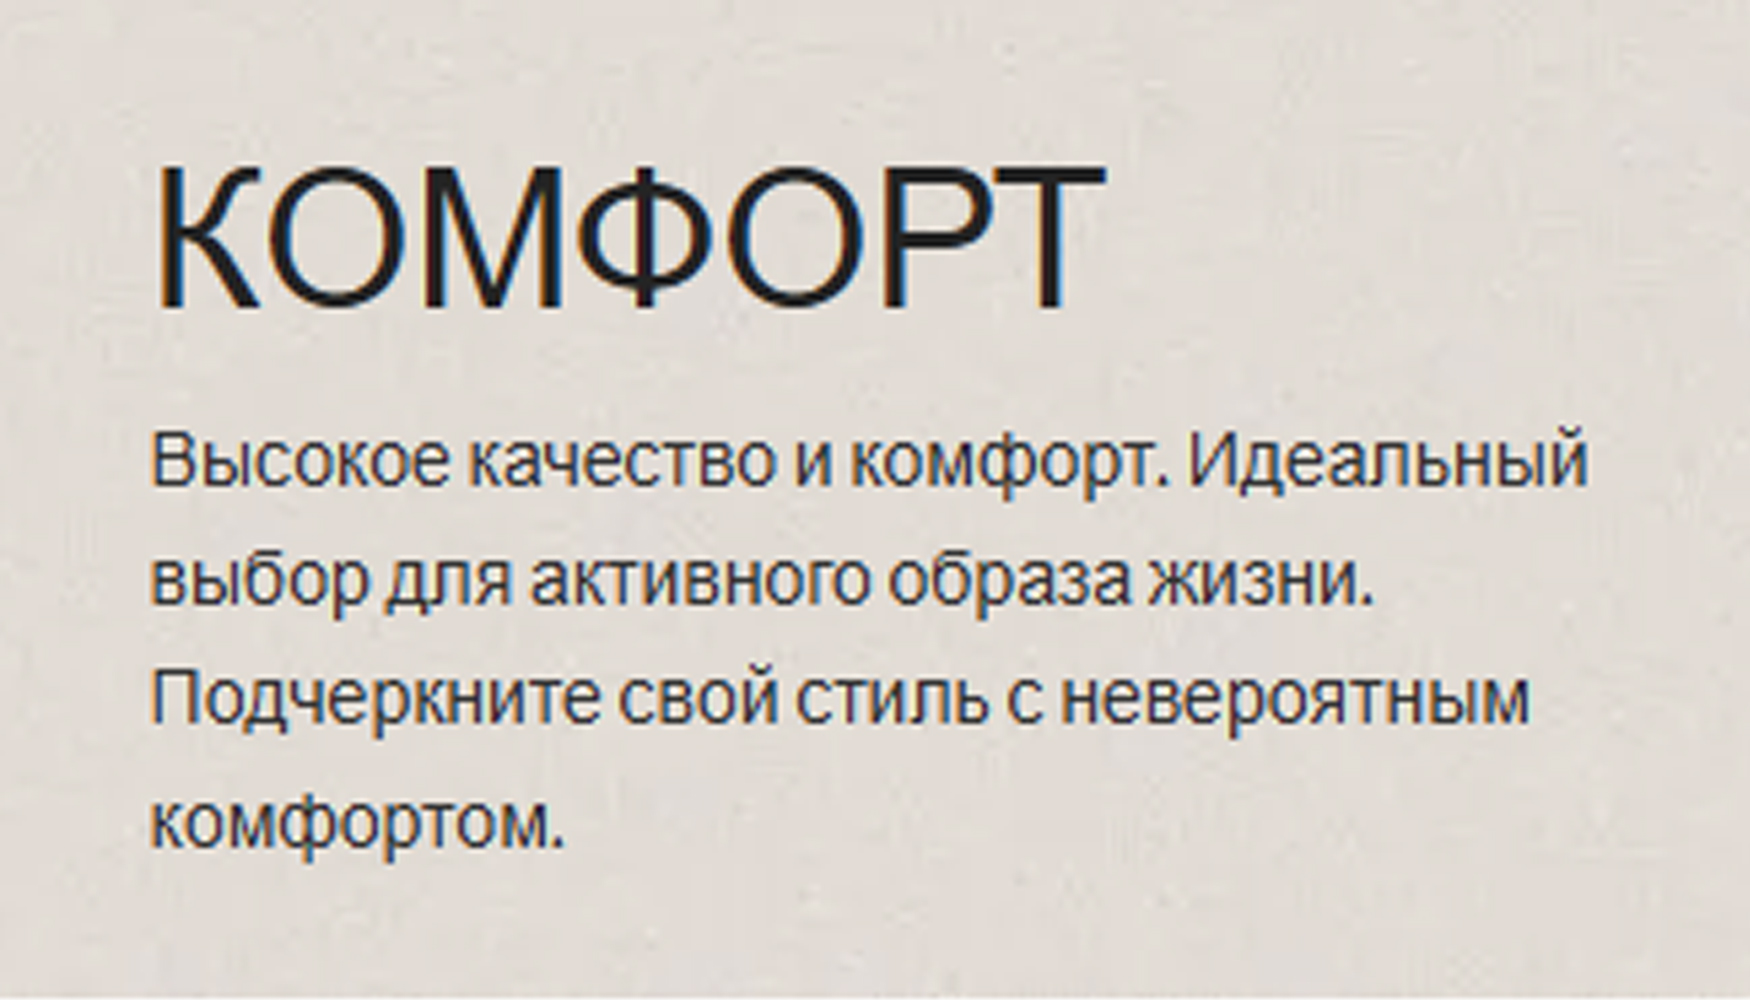 КОМФОРТ
Высокое качество и комфорт. Идеальный
выбор для активного образа жизни.
Подчеркните свой стиль с невероятным
комфортом.